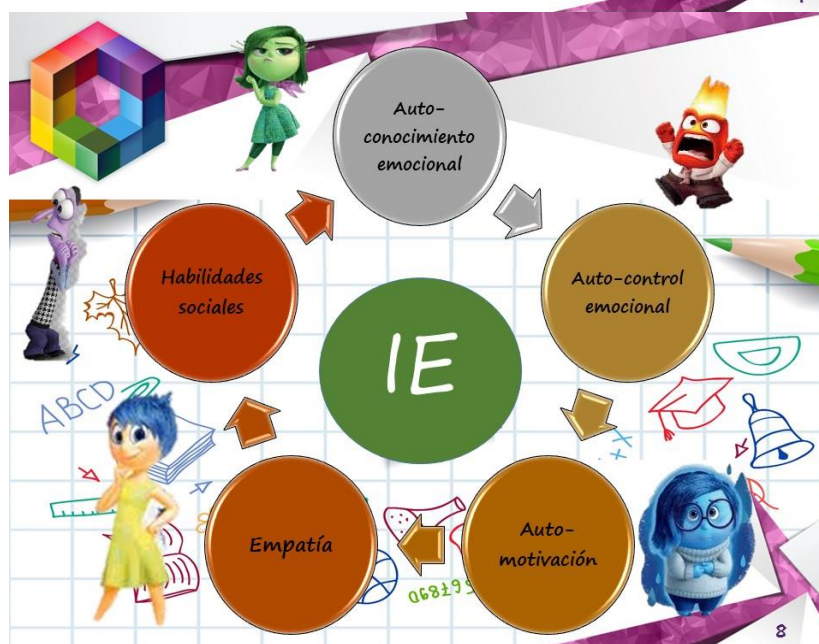 Auto-
conocimiento
emocional
Auto-control
emocional
Auto-
motivación
Empatía
Habilidades
sociales
IE
ABCD
8